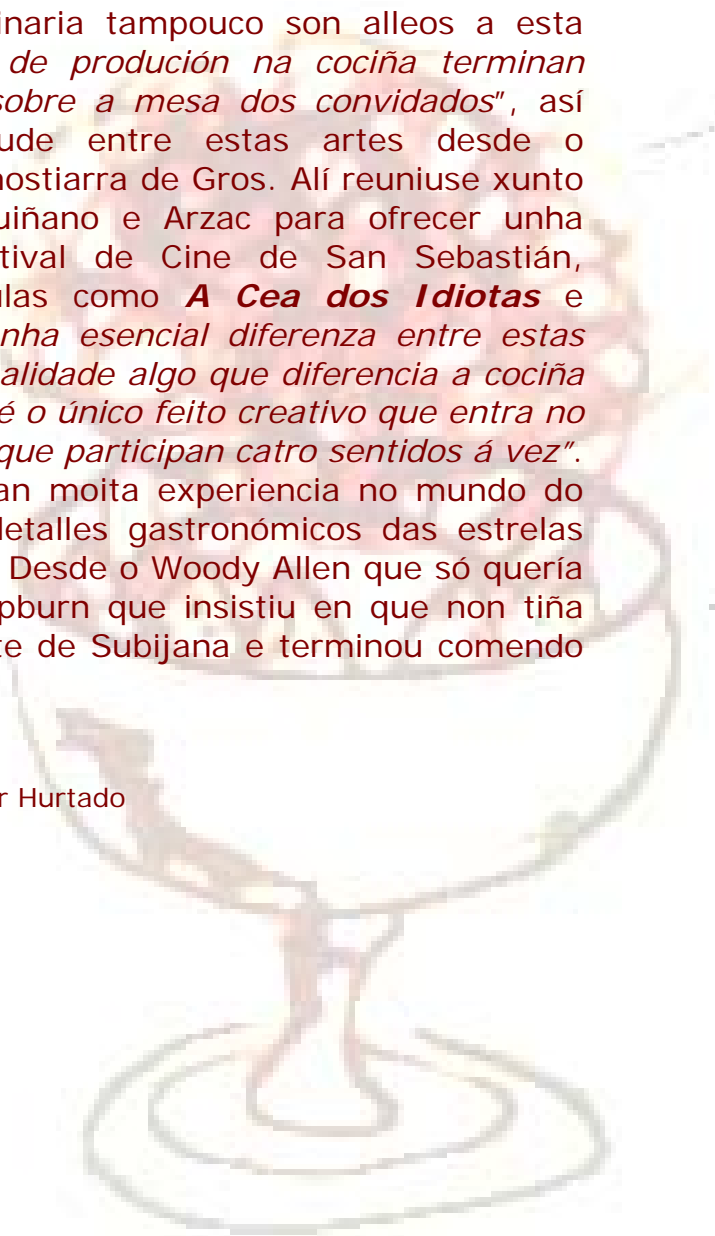 inaria tampouco son alleos a esta
de produción na cociña terminan
sobre a mesa dos convidados", así
ude entre estas artes desde o
nostiarra de Gros. Alí reuniuse xunto
uiñano e Arzac para ofrecer unha
tival de Cine de San Sebastián,
ulas como A Cea dos Idiotas e
nha esencial diferenza entre estas
alidade algo que diferencia a cociña
é o único feito creativo que entra no
que participan catro sentidos á vez".
an moita experiencia no mundo do
detalles gastronómicos das estrelas
Desde o Woody Allen que só quería
pburn que insistiu en que non tiña
te de Subijana e terminou comendo
r Hurtado